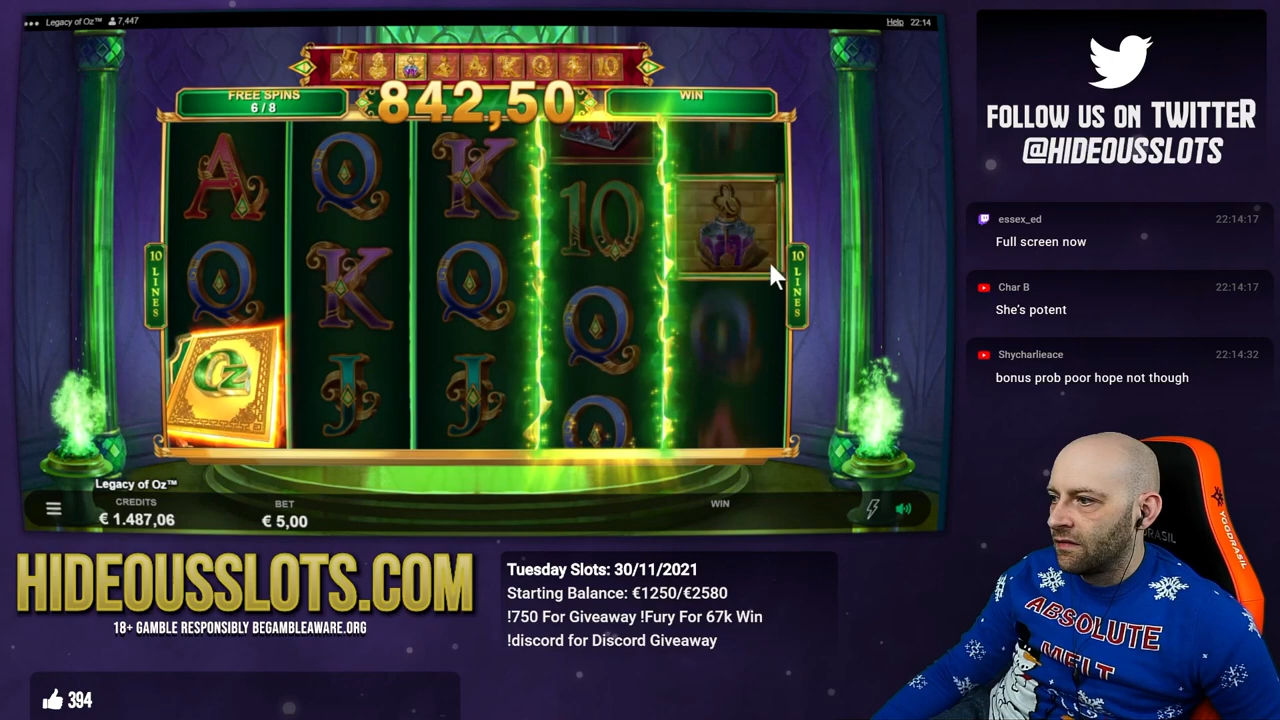 Legacy of Oz™ 7,447
Help 22:14
FREE SPINS
6 / 8
842,50
WIN
A Q K 10
Q K Q Q
Oz J J Q
10 LINES
10 LINES
Legacy of Oz™
CREDITS
€ 1.487,06
BET
€ 5,00
WIN
FOLLOW US ON TWITTER
@HIDEOUSSLOTS
essex_ed 22:14:17
Full screen now
Char B 22:14:17
She's potent
Shycharlieace 22:14:32
bonus prob poor hope not though
HIDEOUSSLOTS.COM
18+ GAMBLE RESPONSIBLY BEGAMBLEAWARE.ORG
Tuesday Slots: 30/11/2021
Starting Balance: €1250/€2580
!750 For Giveaway !Fury For 67k Win
!discord for Discord Giveaway
394
YGGDRASIL
ABSOLUTE
MELT